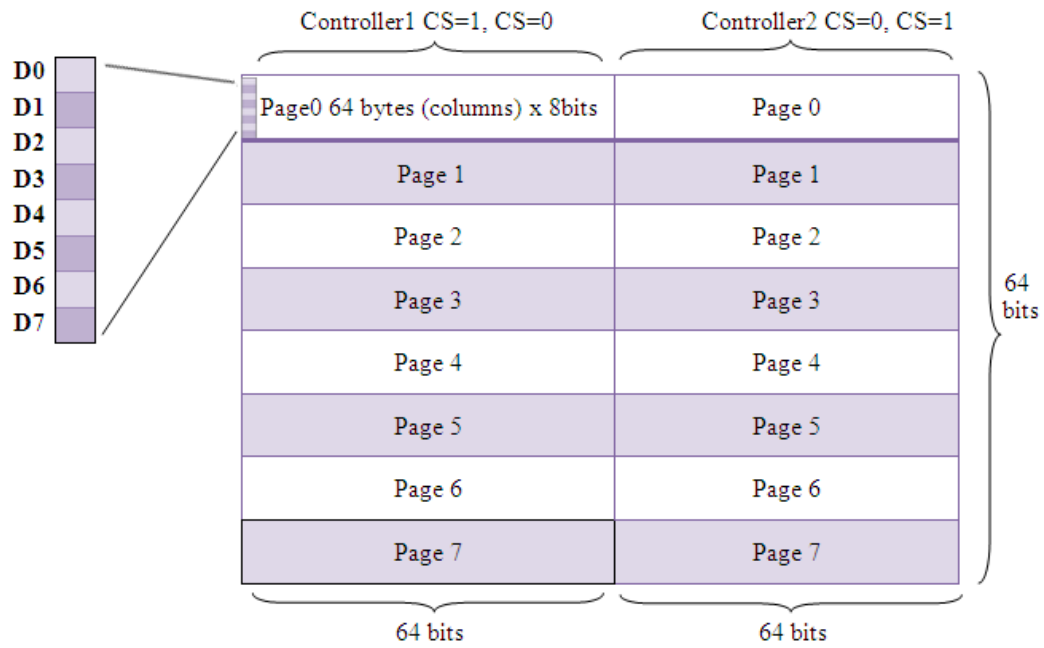 Controller1 CS=1, CS=0
Controller2 CS=0, CS=1
D0
D1
D2
D3
D4
D5
D6
D7
Page0 64 bytes (columns) x 8bits
Page 0
Page 1
Page 1
Page 2
Page 2
Page 3
Page 3
Page 4
Page 4
Page 5
Page 5
Page 6
Page 6
Page 7
Page 7
64
bits
64 bits
64 bits